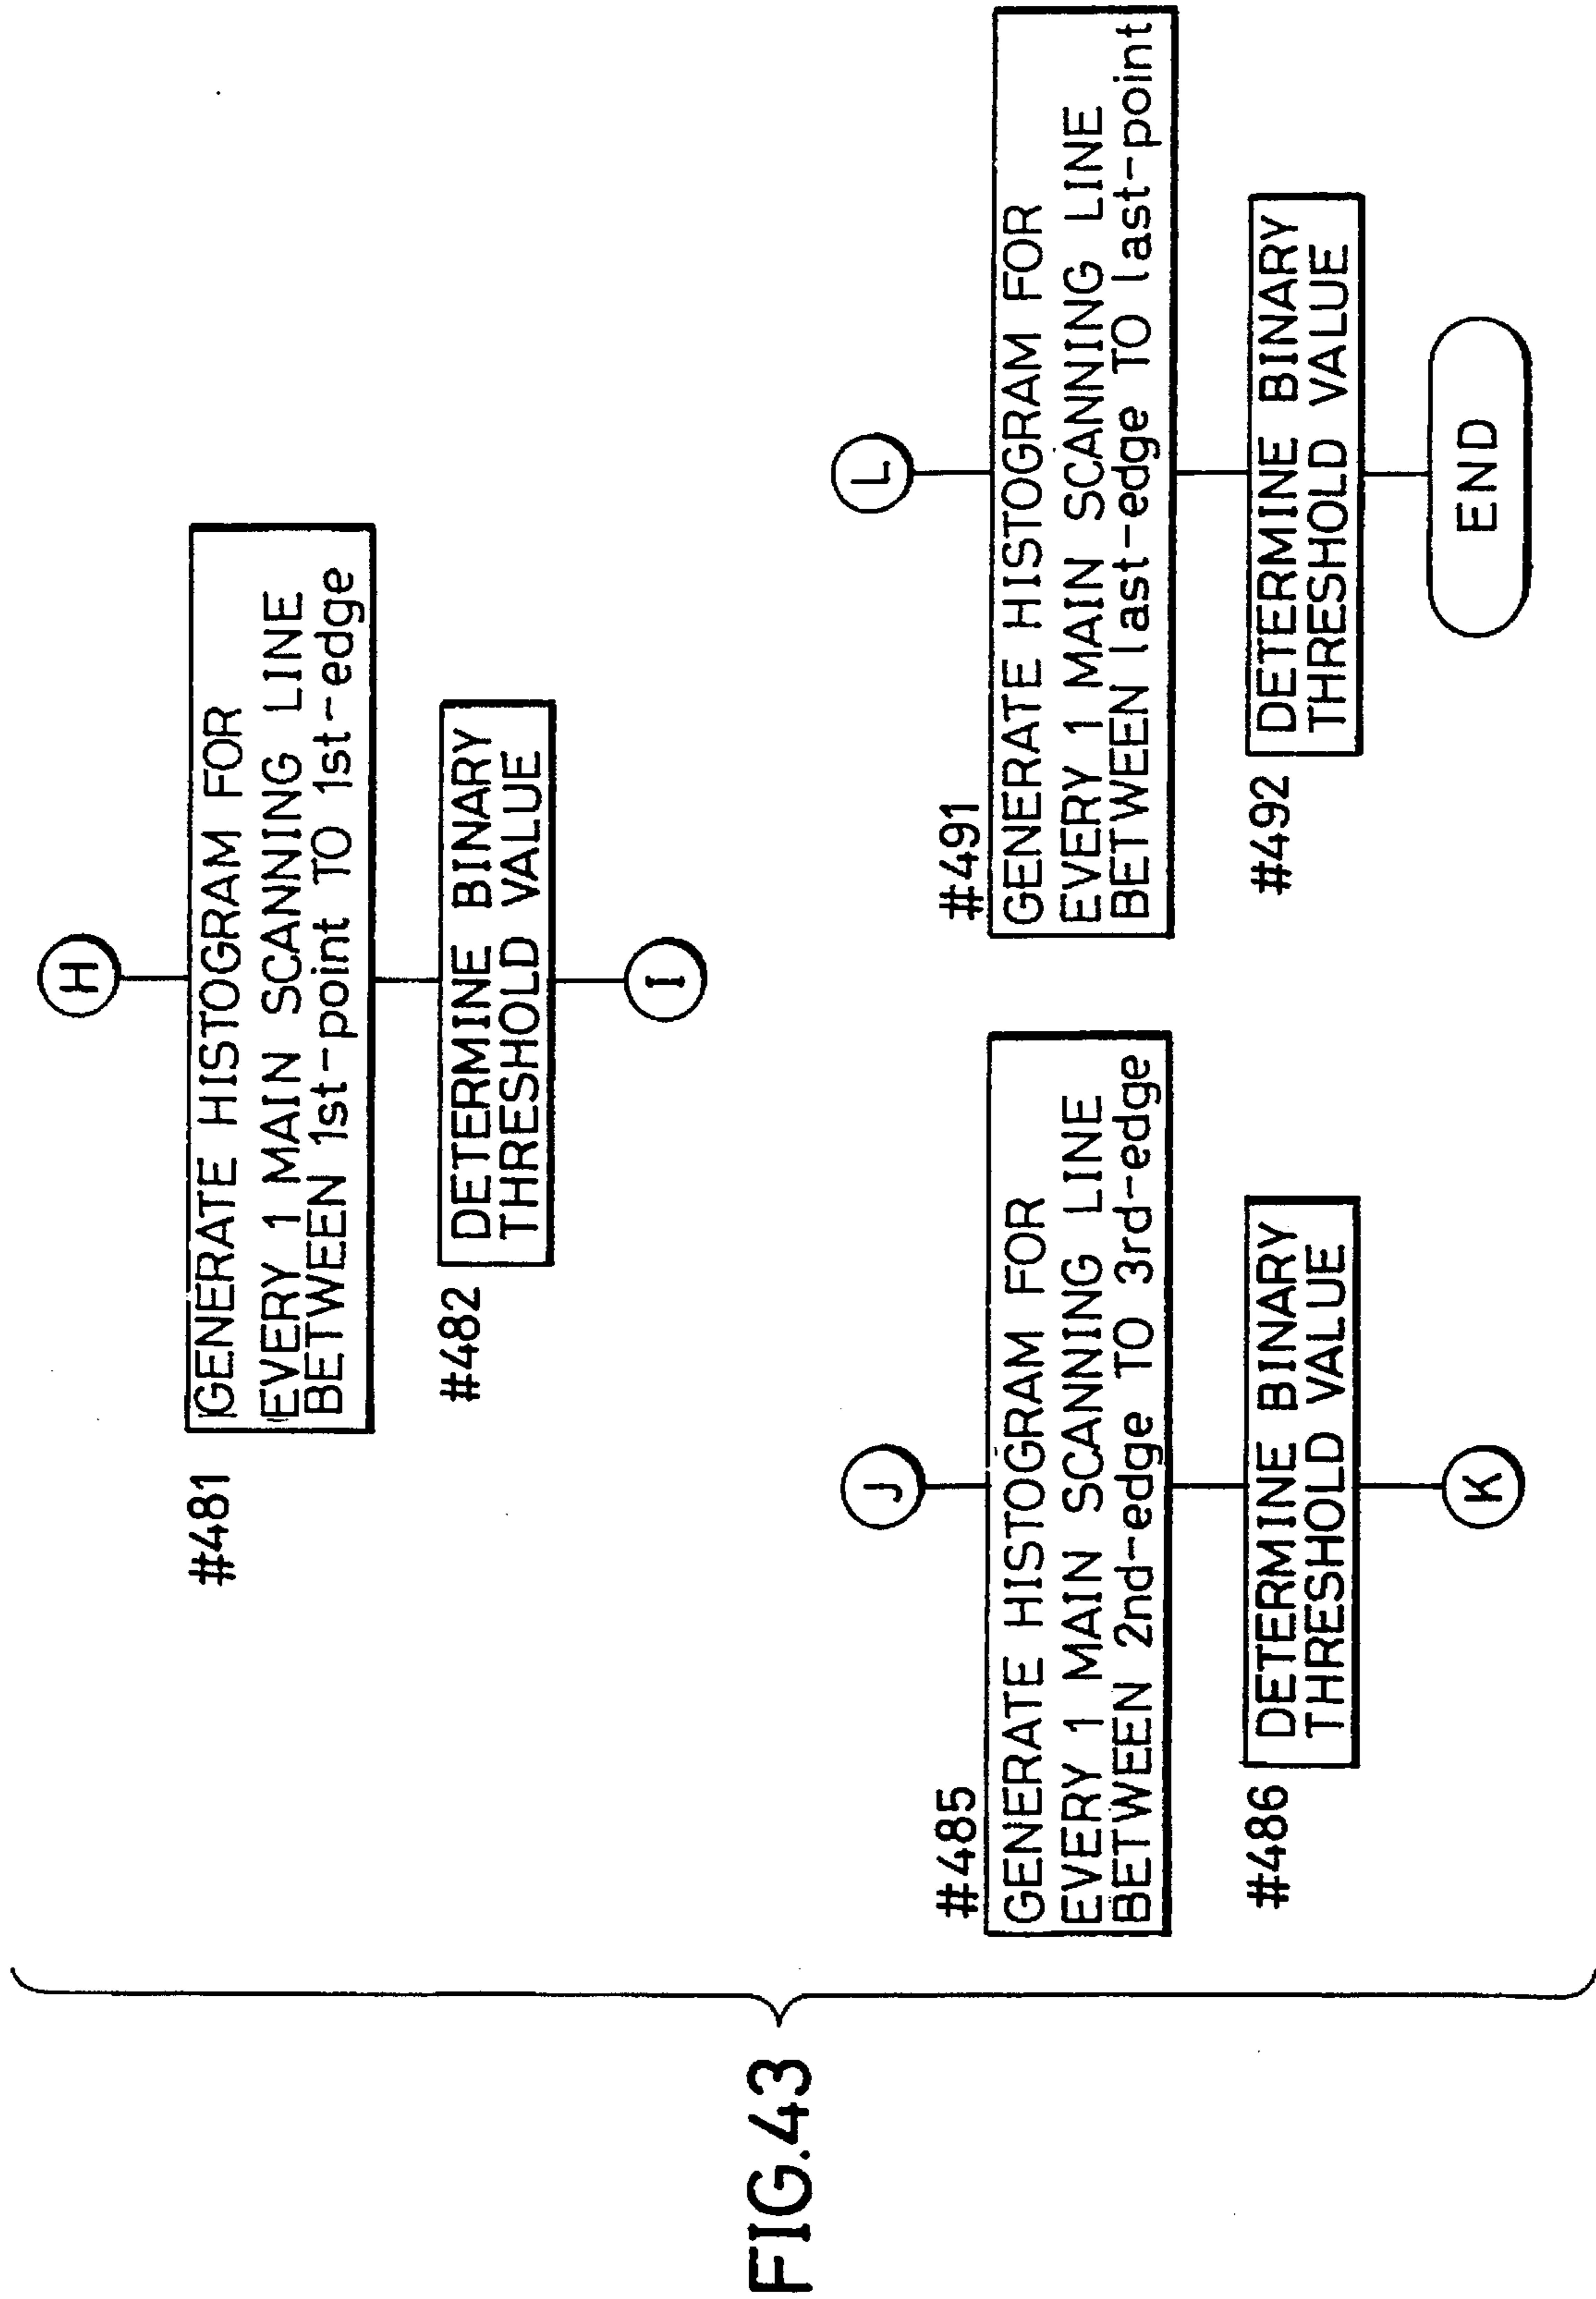 FIG.43
H
#481
GENERATE HISTOGRAM FOR
EVERY 1 MAIN SCANNING LINE
BETWEEN 1st-point TO 1st-edge
#482
DETERMINE BINARY
THRESHOLD VALUE
I
J
#485
GENERATE HISTOGRAM FOR
EVERY 1 MAIN SCANNING LINE
BETWEEN 2nd-edge TO 3rd-edge
#486
DETERMINE BINARY
THRESHOLD VALUE
K
L
#491
GENERATE HISTOGRAM FOR
EVERY 1 MAIN SCANNING LINE
BETWEEN last-edge TO last-point
#492
DETERMINE BINARY
THRESHOLD VALUE
END